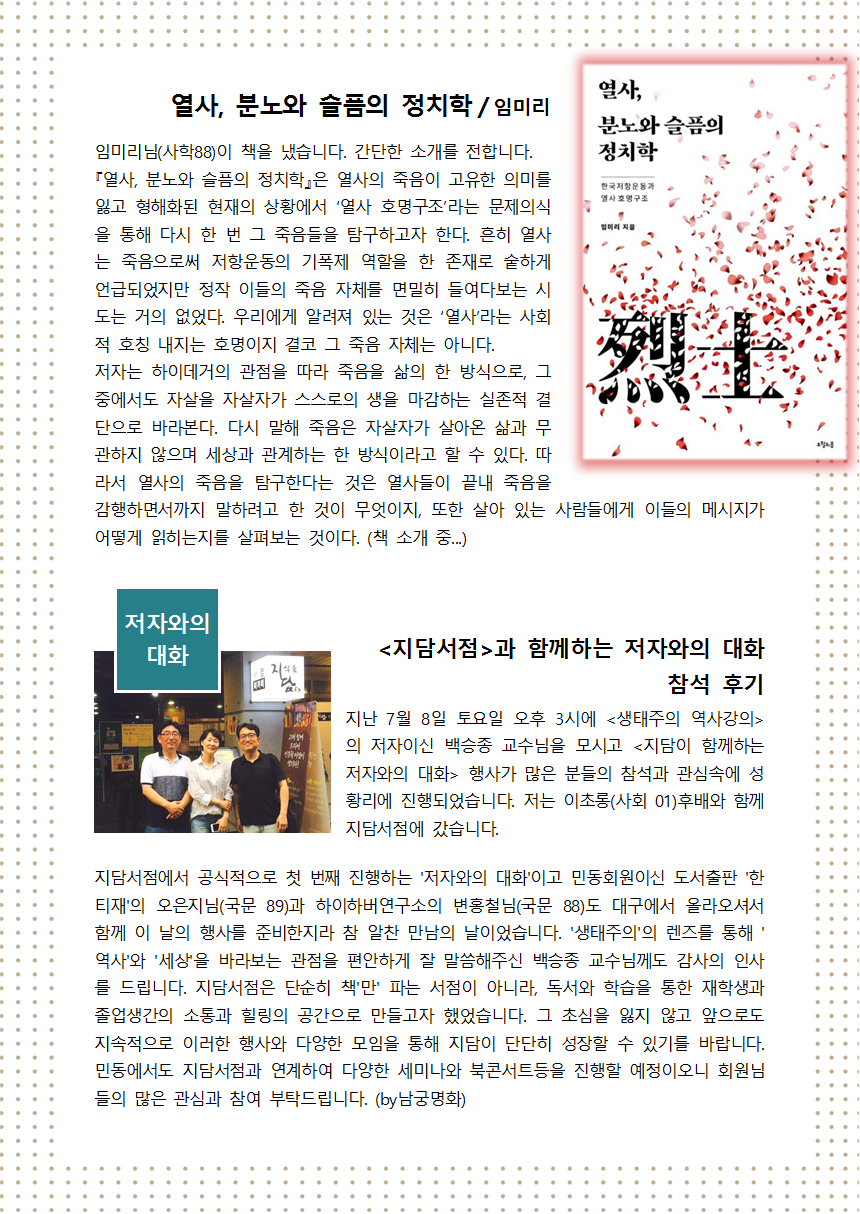 열사, 분노와 슬픔의 정치학 / 임미리
임미리님(사학88)이 책을 냈습니다. 간단한 소개를 전합니다.
『열사, 분노와 슬픔의 정치학』은 열사의 죽음이 고유한 의미를
잃고 형해화된 현재의 상황에서 ‘열사 호명구조’라는 문제의식
을 통해 다시 한 번 그 죽음들을 탐구하고자 한다. 흔히 열사
는 죽음으로써 저항운동의 기폭제 역할을 한 존재로 숱하게
언급되었지만 정작 이들의 죽음 자체를 면밀히 들여다보는 시
도는 거의 없었다. 우리에게 알려져 있는 것은 ‘열사’라는 사회
적 호칭 내지는 호명이지 결코 그 죽음 자체는 아니다.
저자는 하이데거의 관점을 따라 죽음을 삶의 한 방식으로, 그
중에서도 자살을 자살자가 스스로의 생을 마감하는 실존적 결
단으로 바라본다. 다시 말해 죽음은 자살자가 살아온 삶과 무
관하지 않으며 세상과 관계하는 한 방식이라고 할 수 있다. 따
라서 열사의 죽음을 탐구한다는 것은 열사들이 끝내 죽음을
감행하면서까지 말하려고 한 것이 무엇이지, 또한 살아 있는 사람들에게 이들의 메시지가
어떻게 읽히는지를 살펴보는 것이다. (책 소개 중...)
열사,
분노와 슬픔의
정치학
한국저항운동과
열사 호명구조
임미리 지음
烈士
오월의봄
저자와의
대화
지식을
담다
<지담서점>과 함께하는 저자와의 대화
참석 후기
지난 7월 8일 토요일 오후 3시에 <생태주의 역사강의>
의 저자이신 백승종 교수님을 모시고 <지담이 함께하는
저자와의 대화> 행사가 많은 분들의 참석과 관심속에 성
황리에 진행되었습니다. 저는 이초롱(사회 01)후배와 함께
지담서점에 갔습니다.
지담서점에서 공식적으로 첫 번째 진행하는 '저자와의 대화'이고 민동회원이신 도서출판 '한
티재'의 오은지님(국문 89)과 하이하버연구소의 변홍철님(국문 88)도 대구에서 올라오셔서
함께 이 날의 행사를 준비한지라 참 알찬 만남의 날이었습니다. '생태주의'의 렌즈를 통해 '
역사'와 '세상'을 바라보는 관점을 편안하게 잘 말씀해주신 백승종 교수님께도 감사의 인사
를 드립니다. 지담서점은 단순히 책'만' 파는 서점이 아니라, 독서와 학습을 통한 재학생과
졸업생간의 소통과 힐링의 공간으로 만들고자 했었습니다. 그 초심을 잃지 않고 앞으로도
지속적으로 이러한 행사와 다양한 모임을 통해 지담이 단단히 성장할 수 있기를 바랍니다.
민동에서도 지담서점과 연계하여 다양한 세미나와 북콘서트등을 진행할 예정이오니 회원님
들의 많은 관심과 참여 부탁드립니다. (by남궁명화)